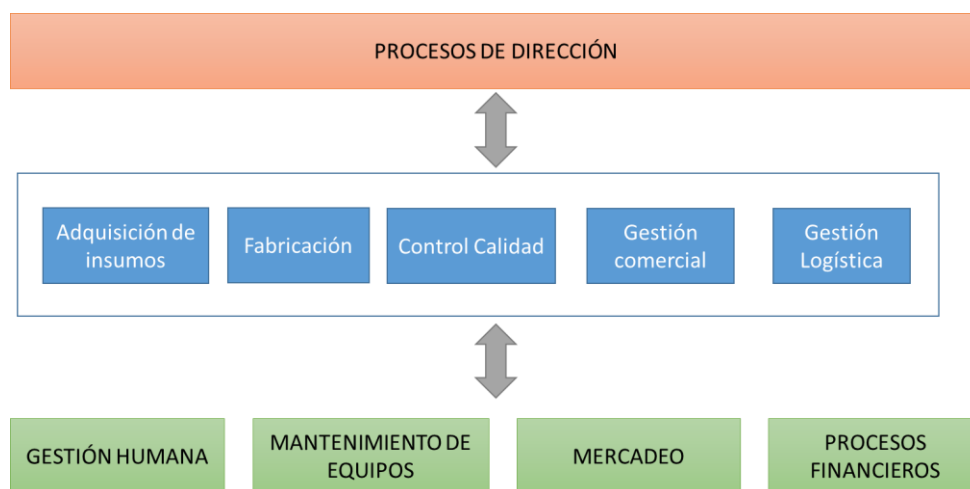 PROCESOS DE DIRECCIÓN
Adquisición de
insumos
Fabricación
Control Calidad
Gestión
comercial
Gestión
Logística
GESTIÓN HUMANA
MANTENIMIENTO DE
EQUIPOS
MERCADEO
PROCESOS
FINANCIEROS